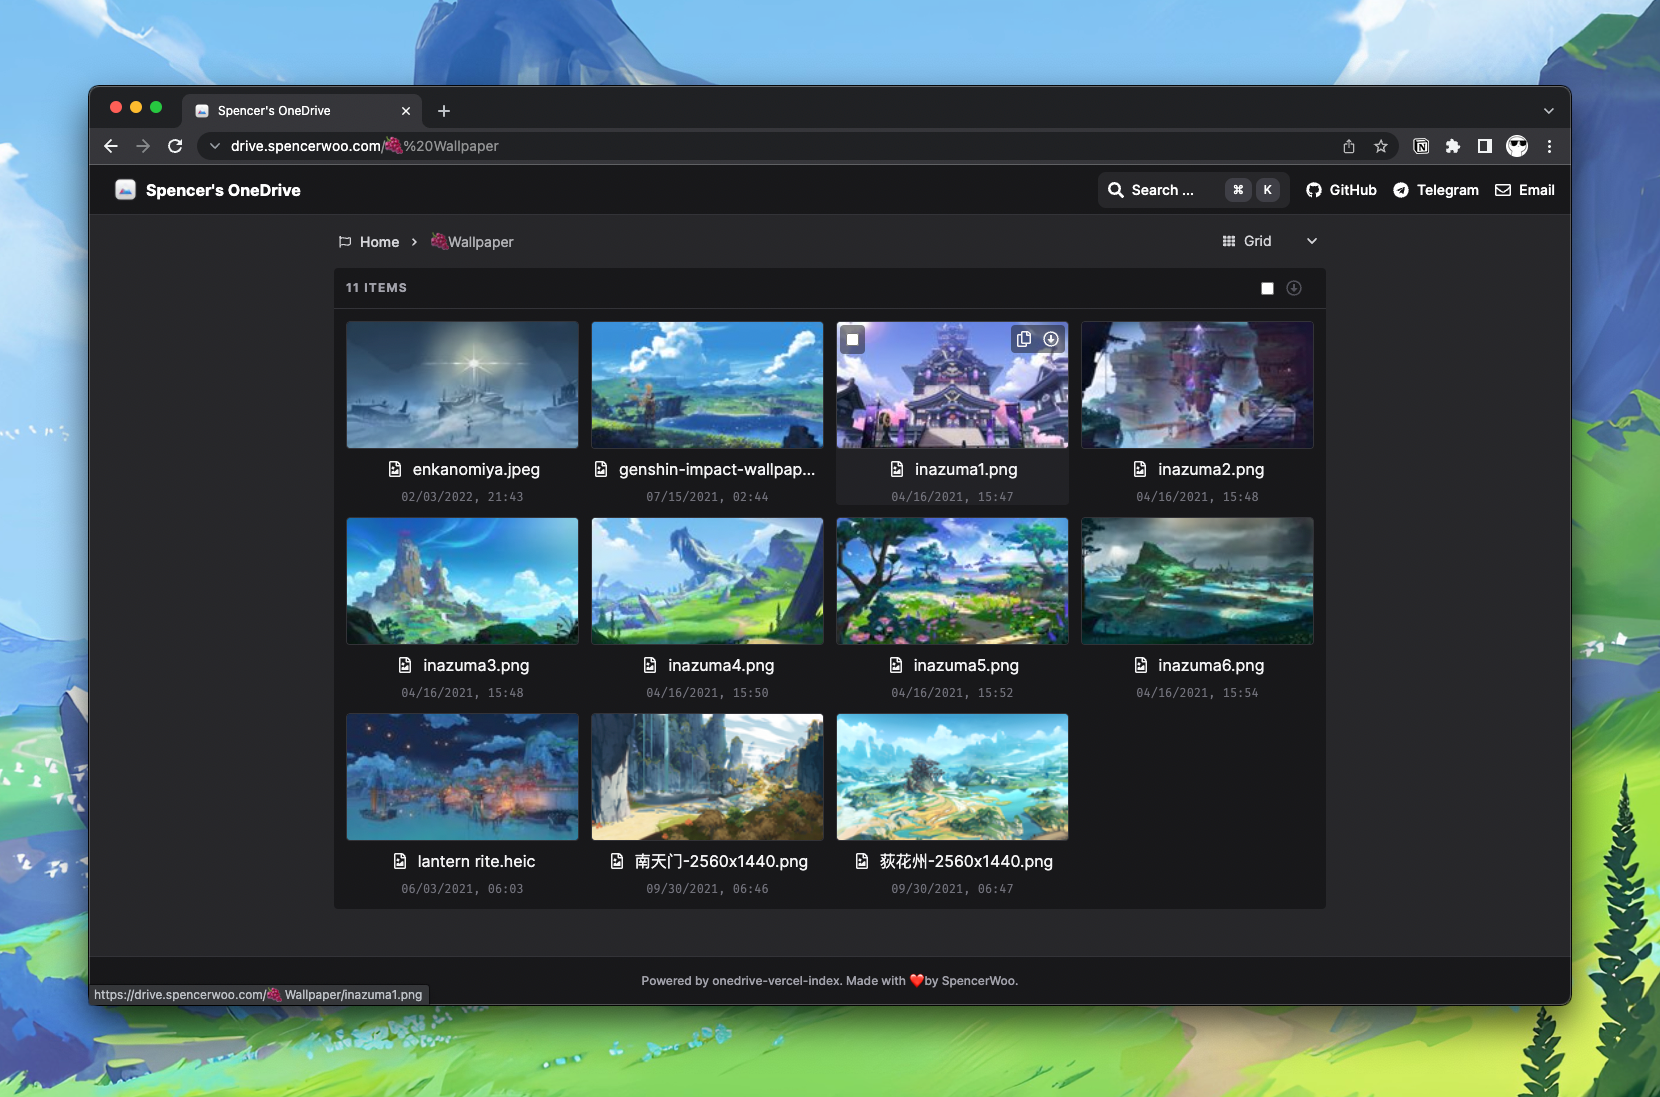 Spencer's OneDrive
drive.spencerwoo.com/🍇%20Wallpaper
Spencer's OneDrive
Search ... ⌘ K GitHub Telegram Email
Home > 🍇Wallpaper
Grid
11 ITEMS
enkanomiya.jpeg
02/03/2022, 21:43
genshin-impact-wallpap...
07/15/2021, 02:44
inazuma1.png
04/16/2021, 15:47
inazuma2.png
04/16/2021, 15:48
inazuma3.png
04/16/2021, 15:48
inazuma4.png
04/16/2021, 15:50
inazuma5.png
04/16/2021, 15:52
inazuma6.png
04/16/2021, 15:54
lantern rite.heic
06/03/2021, 06:03
南天门-2560x1440.png
09/30/2021, 06:46
荻花州-2560x1440.png
09/30/2021, 06:47
Powered by onedrive-vercel-index. Made with ❤️by SpencerWoo.
https://drive.spencerwoo.com/🍇 Wallpaper/inazuma1.png